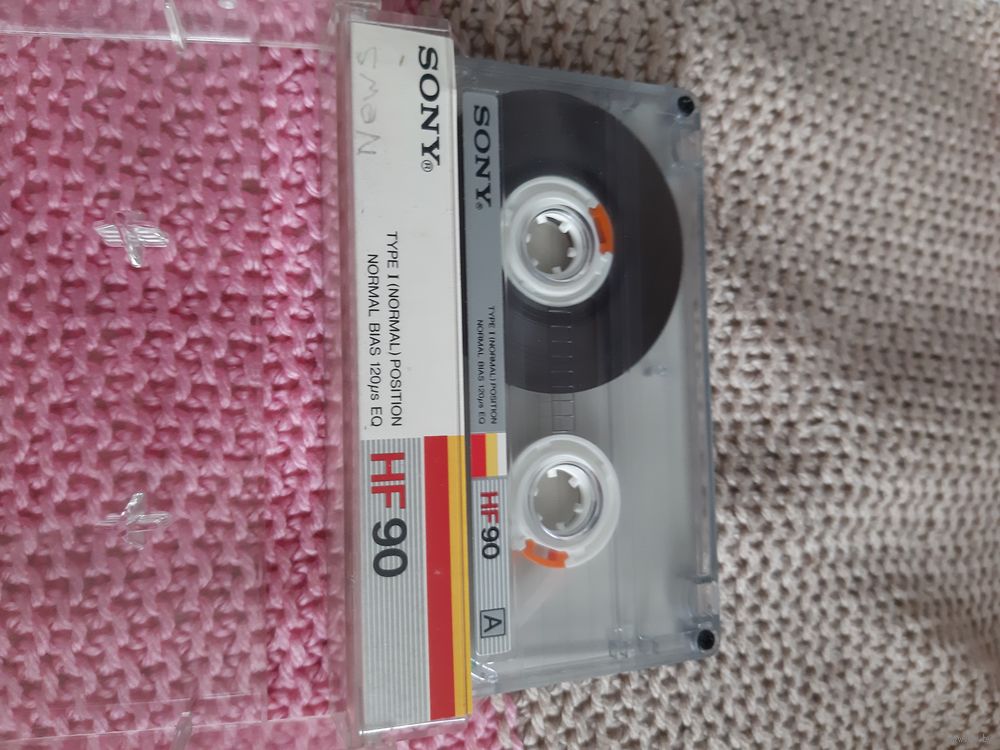 SONY®
TYPE I (NORMAL) POSITION
NORMAL BIAS 120μs EQ
HF 90
SONY®
TYPE I (NORMAL) POSITION
NORMAL BIAS 120μs EQ
HF 90
A